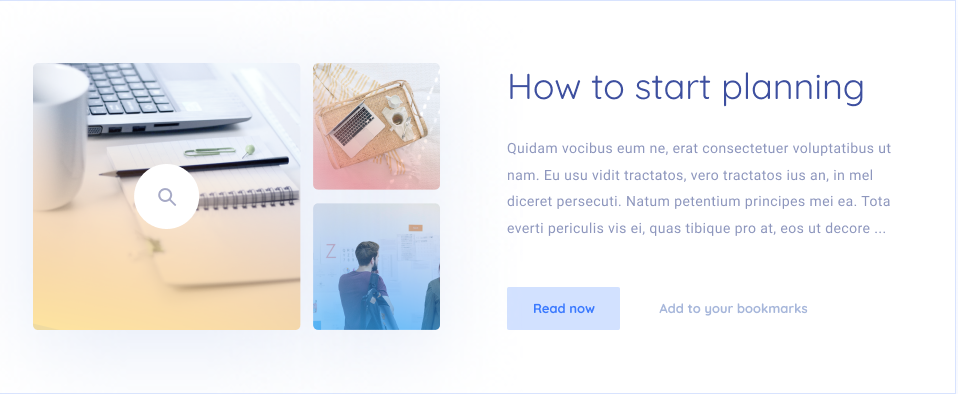 How to start planning
Quidam vocibus eum ne, erat consectetuer voluptatibus ut
nam. Eu usu vidit tractatos, vero tractatos ius an, in mel
diceret persecuti. Natum petentium principes mei ea. Tota
everti periculis vis ei, quas tibique pro at, eos ut decore ...
Read now
Add to your bookmarks
Z